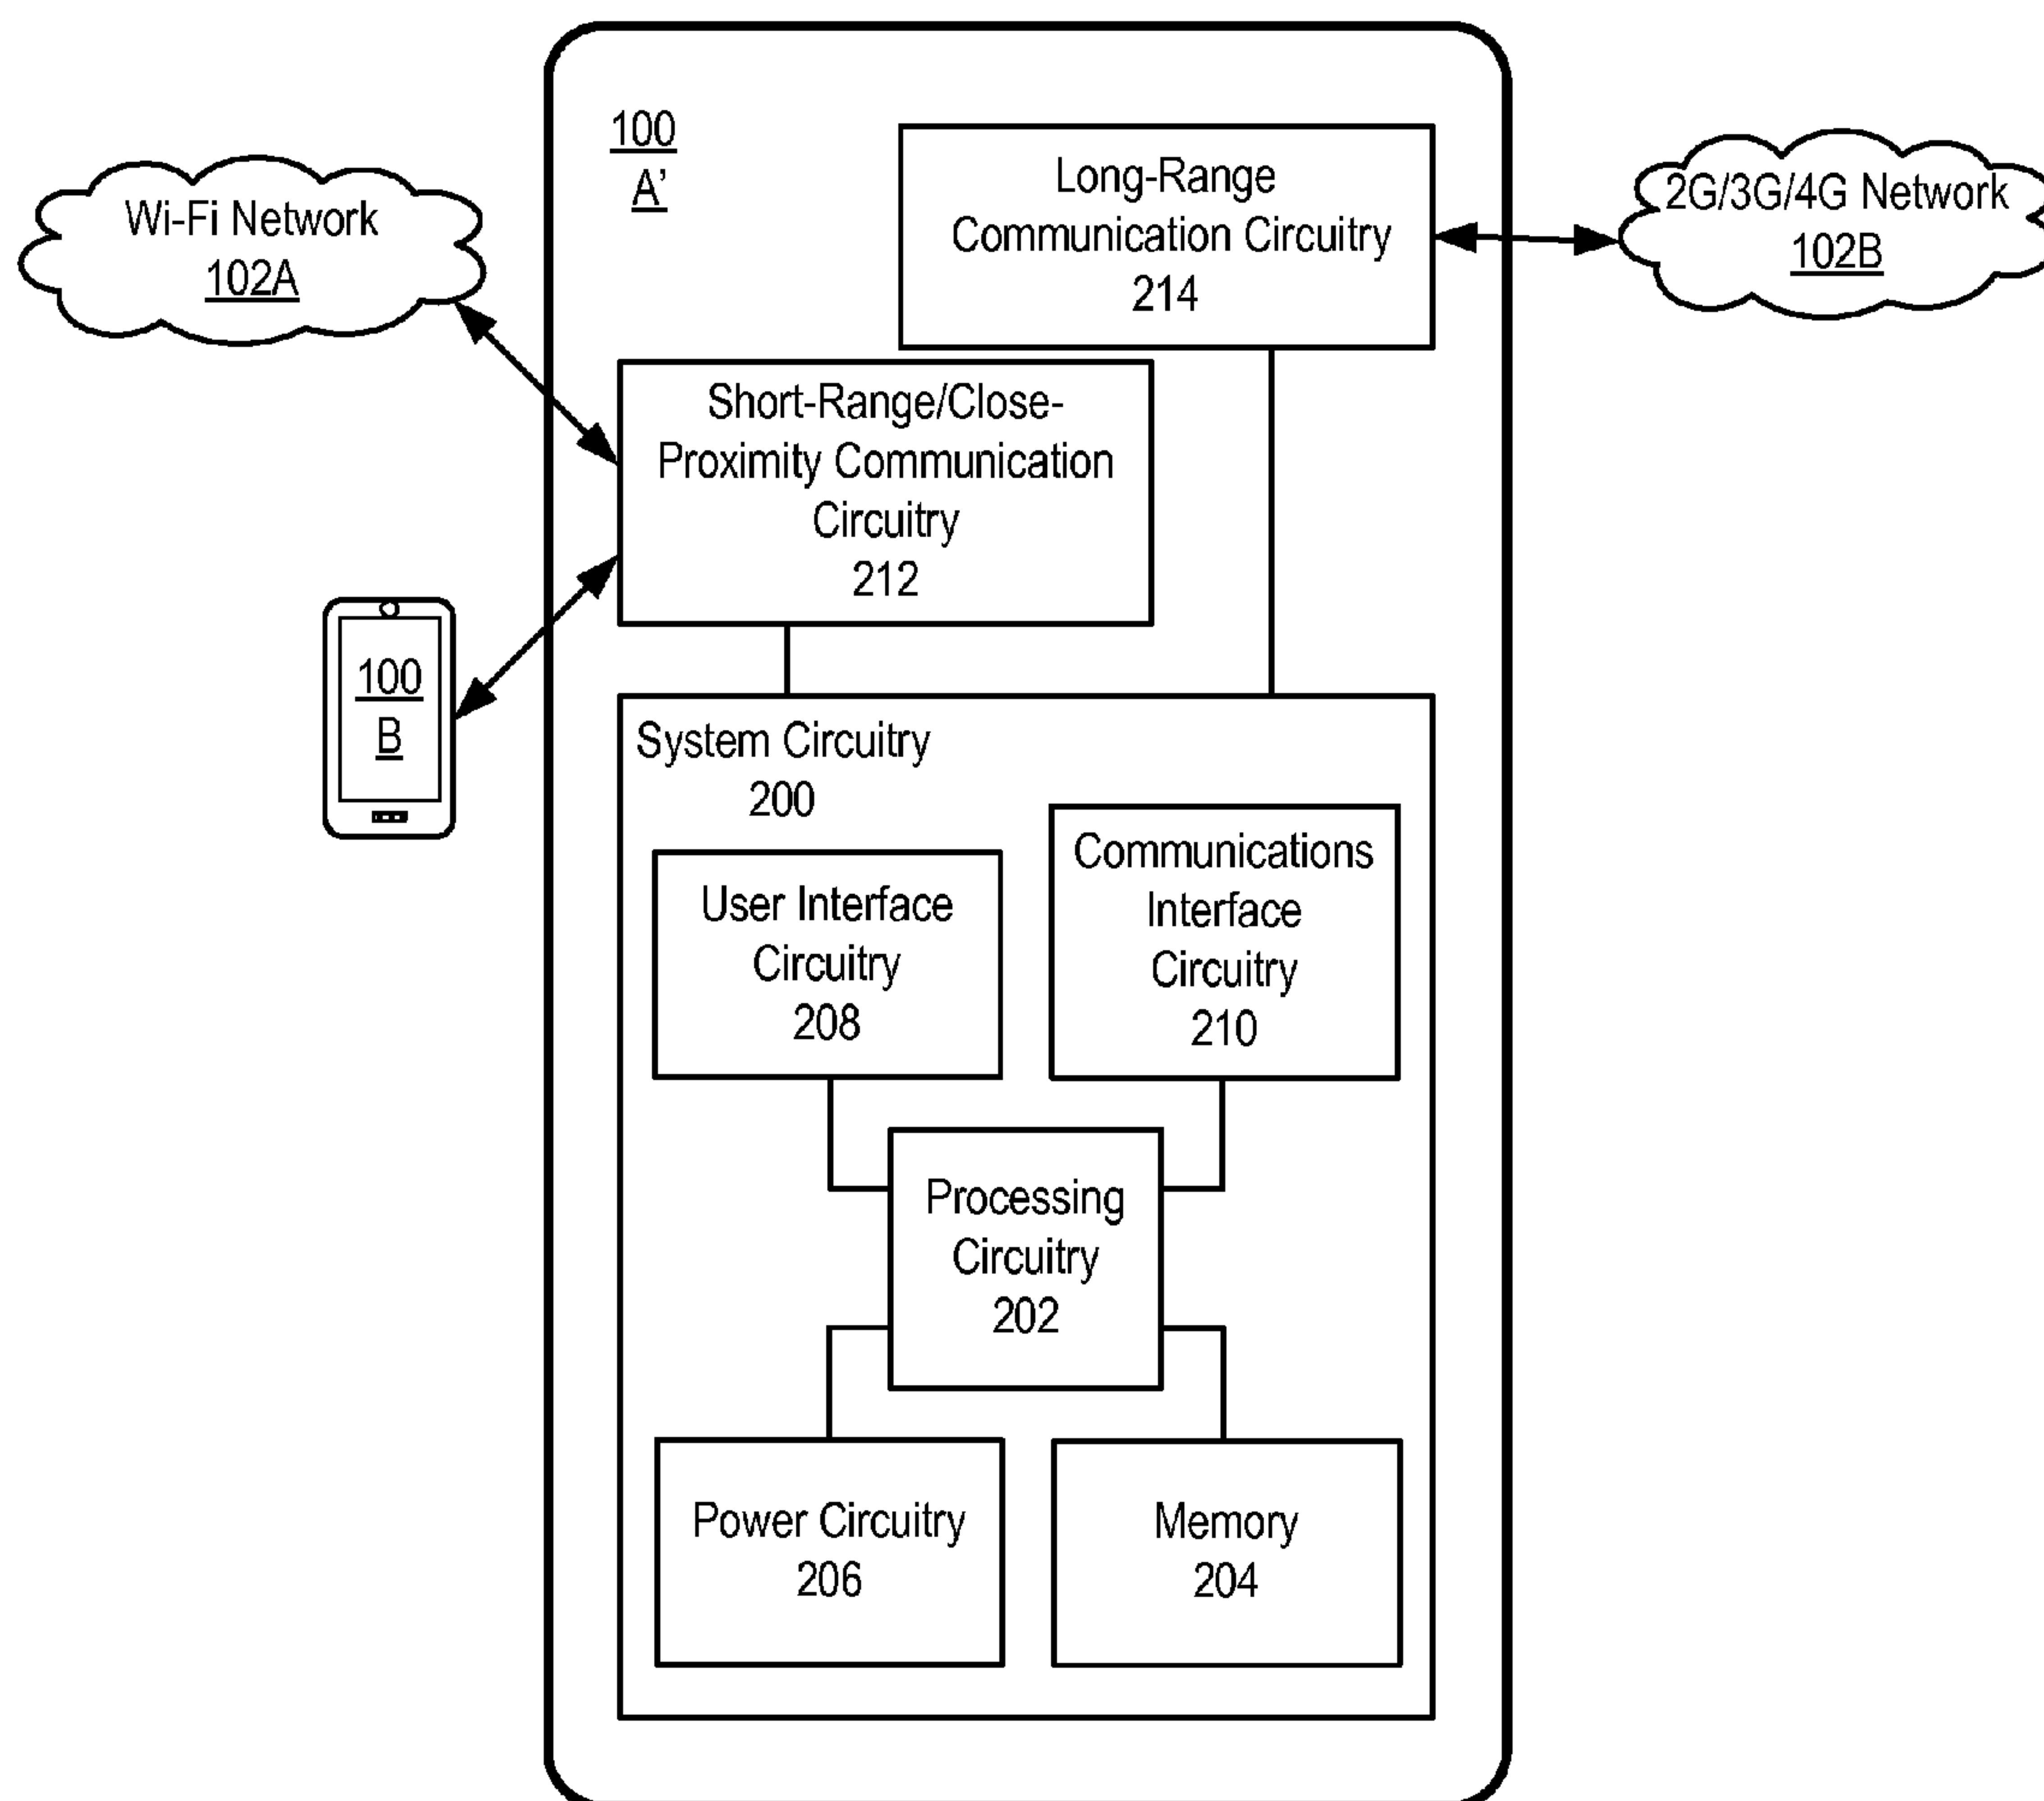 100
A'
Long-Range
Communication Circuitry
214
Wi-Fi Network
102A
2G/3G/4G Network
102B
Short-Range/Close-
Proximity Communication
Circuitry
212
100
B
System Circuitry
200
User Interface
Circuitry
208
Communications
Interface
Circuitry
210
Processing
Circuitry
202
Power Circuitry
206
Memory
204